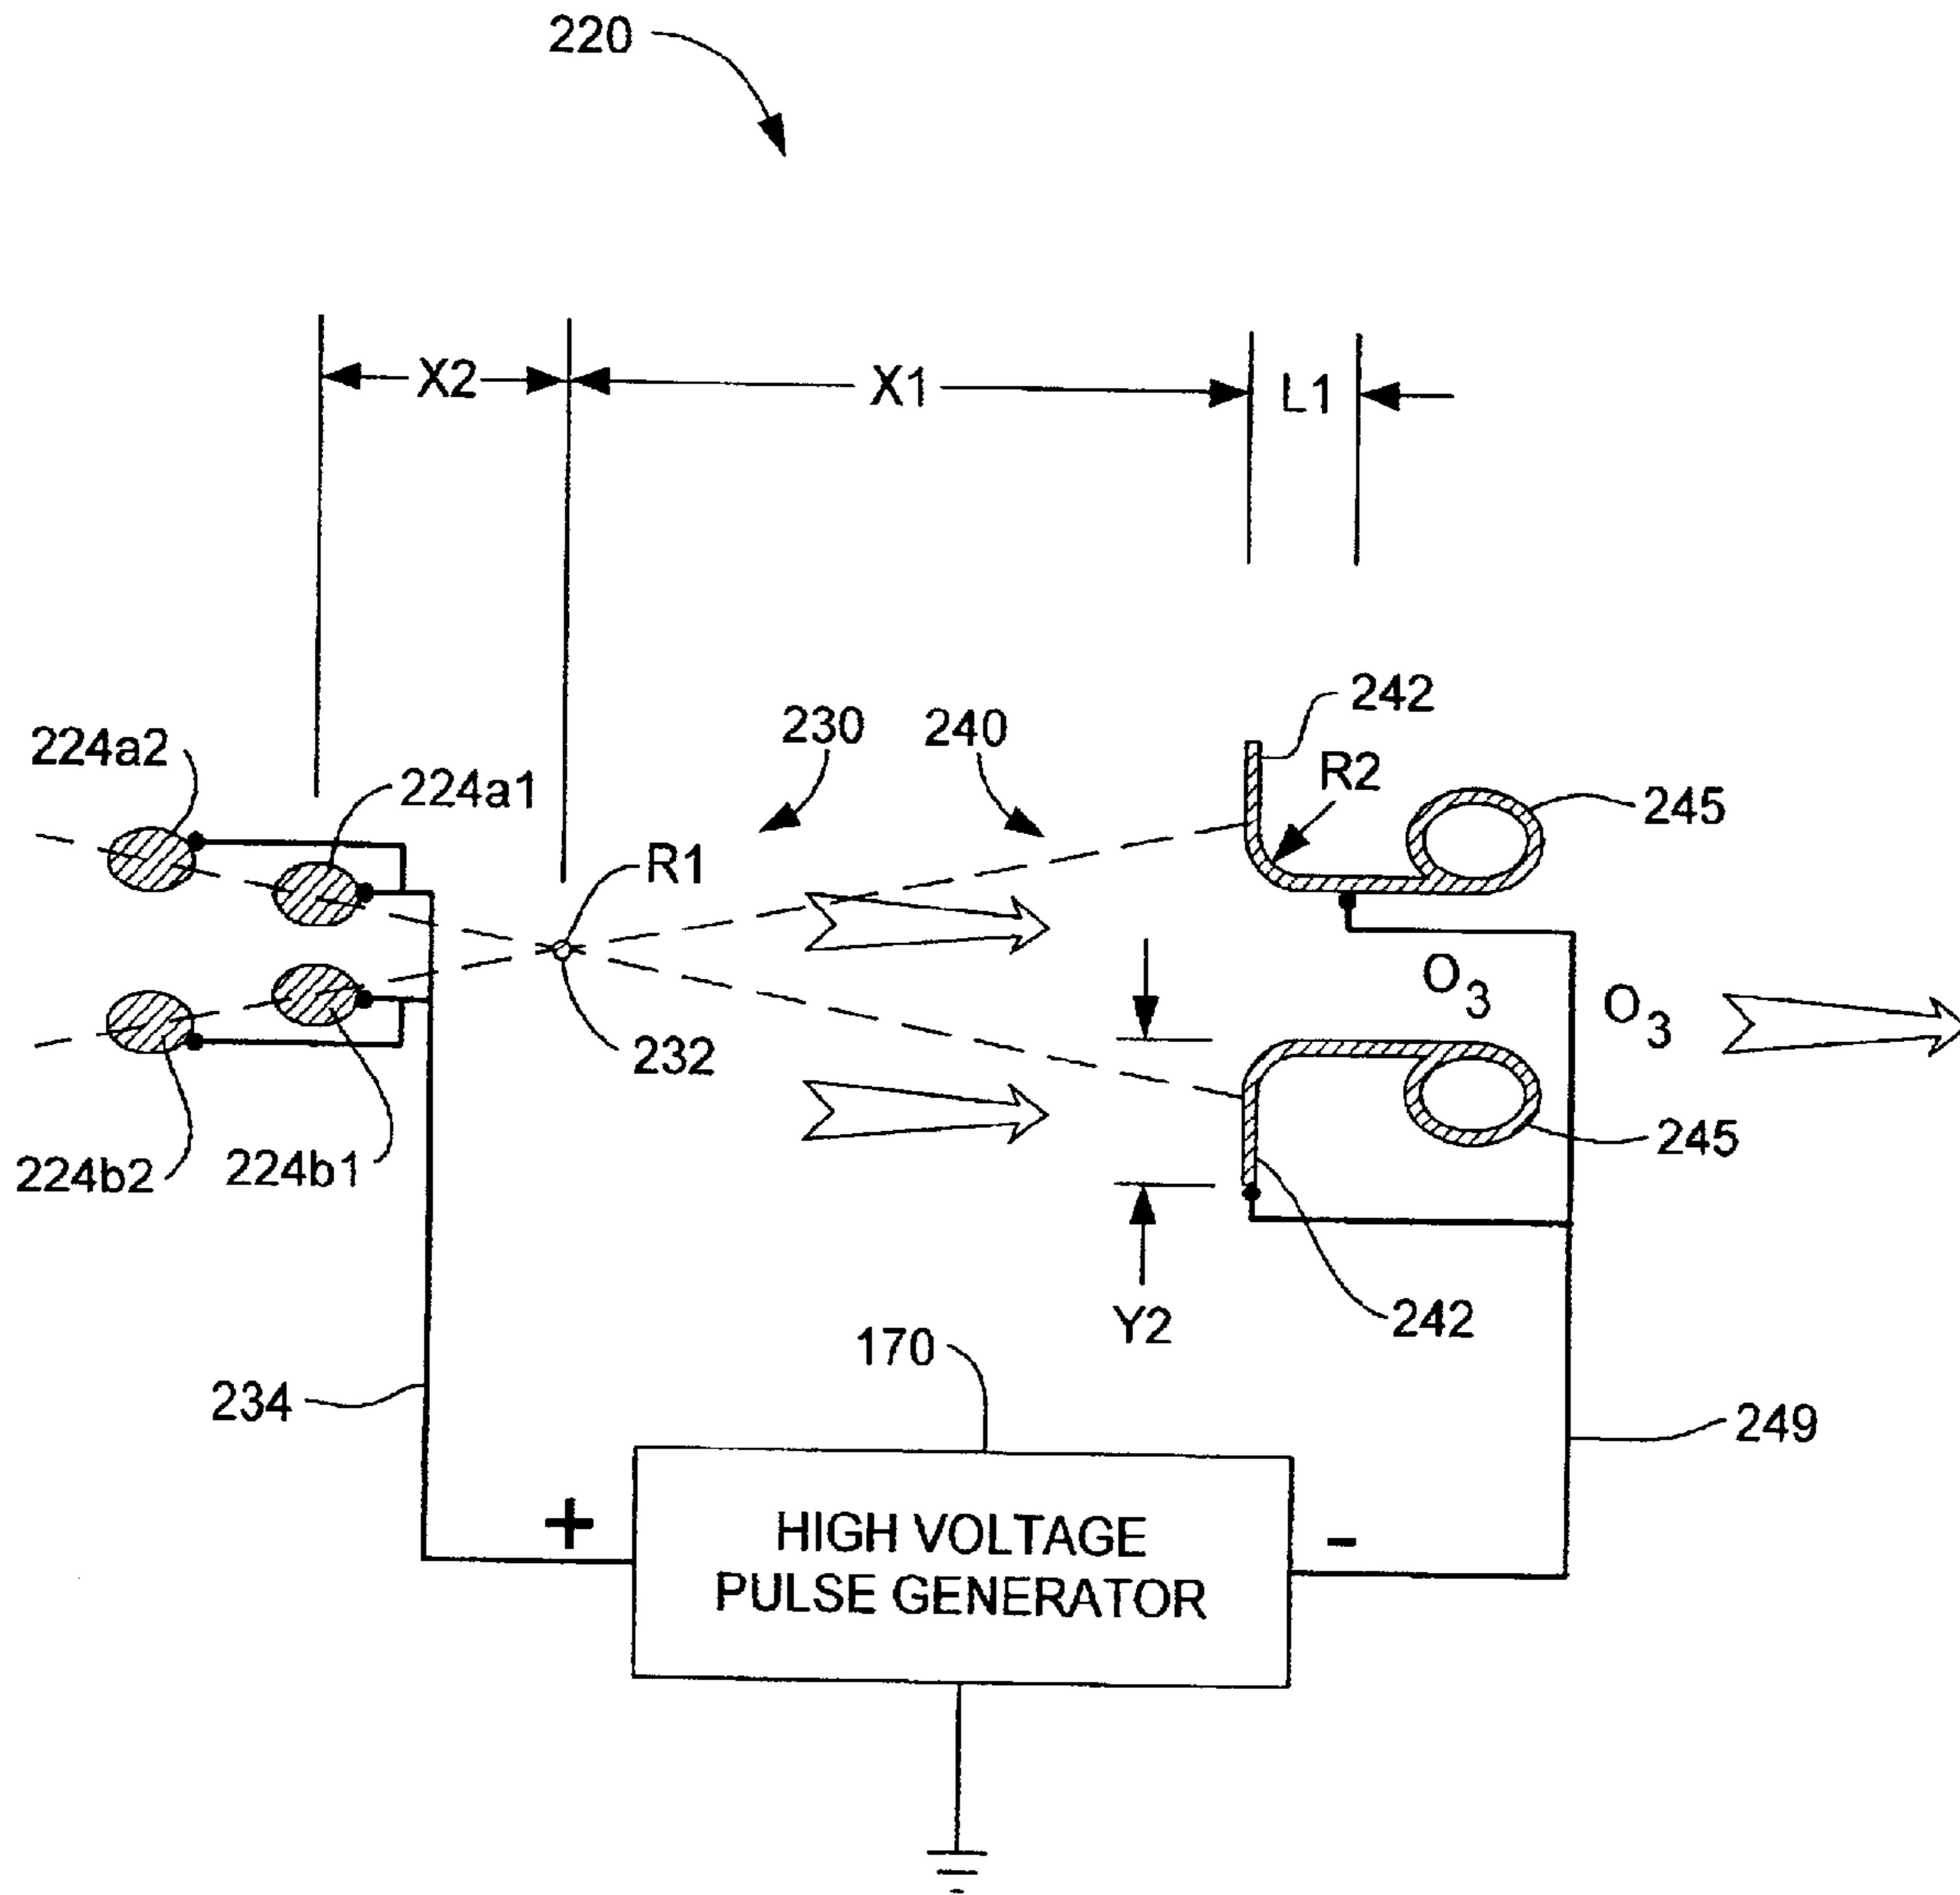 220
X2
X1
L1
242
230
240
R2
224a2
224a1
245
R1
O3
O3
232
245
224b2
224b1
242
Y2
170
234
249
+
-
HIGH VOLTAGE
PULSE GENERATOR